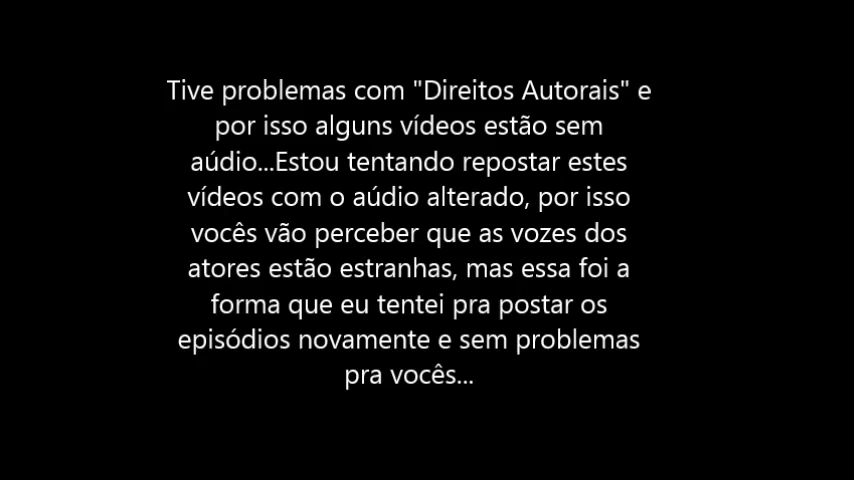 Tive problemas com "Direitos Autorais" e
por isso alguns vídeos estão sem
aúdio...Estou tentando repostar estes
vídeos com o aúdio alterado, por isso
vocês vão perceber que as vozes dos
atores estão estranhas, mas essa foi a
forma que eu tentei pra postar os
episódios novamente e sem problemas
pra vocês...